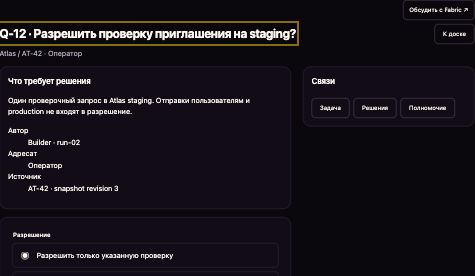 Обсудить с Fabric ↗
Q-12 · Разрешить проверку приглашения на staging?
К доске
Atlas / AT-42 · Оператор
Что требует решения
Один проверочный запрос в Atlas staging. Отправки пользователям и
production не входят в разрешение.
Автор
Builder · run-02
Адресат
Оператор
Источник
AT-42 · snapshot revision 3
Связи
Задача
Решения
Полномочие
Разрешение
Разрешить только указанную проверку